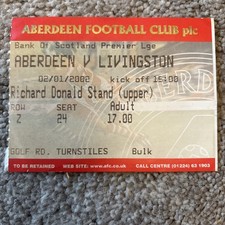 ABERDEEN FOOTBALL CLUB plc
Bank Of Scotland Premier Lge
ABERDEEN V LIVINGSTON
02/01/2002 kick off 15:00
Richard Donald Stand (upper)
ROW SEAT Adult
Z 24 17.00
GOLF RD. TURNSTILES Bulk
TO BE RETAINED WEB SITE: www.afc.co.uk CALL CENTRE (01224) 63 1903